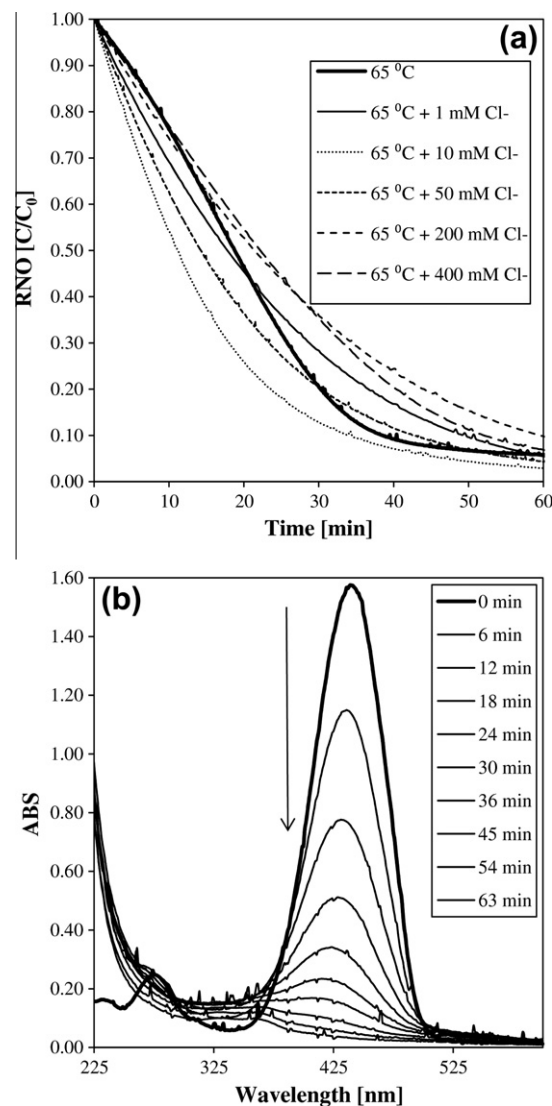 (a)
1.00
0.90
0.80
0.70
0.60
0.50
0.40
0.30
0.20
0.10
0.00
RNO [C/C₀]
65 ⁰C
65 ⁰C + 1 mM Cl-
65 ⁰C + 10 mM Cl-
65 ⁰C + 50 mM Cl-
65 ⁰C + 200 mM Cl-
65 ⁰C + 400 mM Cl-
0 10 20 30 40 50 60
Time [min]
(b)
1.60
1.40
1.20
1.00
0.80
0.60
0.40
0.20
0.00
ABS
0 min
6 min
12 min
18 min
24 min
30 min
36 min
45 min
54 min
63 min
225 325 425 525
Wavelength [nm]